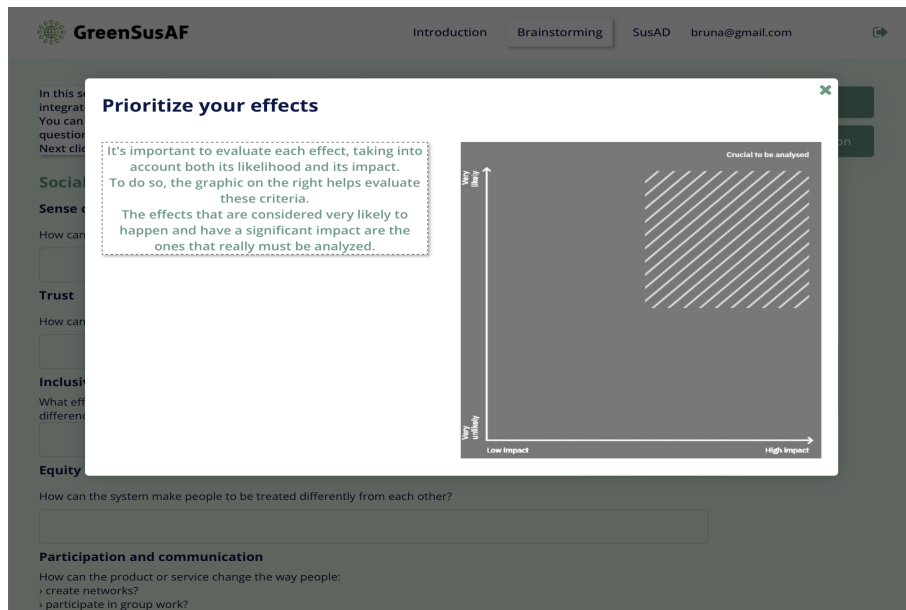 GreenSusAF
Introduction
Brainstorming
SusAD
bruna@gmail.com
In this
integrat
You can
question
Next clic
on
Prioritize your effects
It's important to evaluate each effect, taking into
account both its likelihood and its impact.
To do so, the graphic on the right helps evaluate
these criteria.
The effects that are considered very likely to
happen and have a significant impact are the
ones that really must be analyzed.
Crucial to be analysed
Very
likely
Very
unlikely
Low impact
High impact
Social
Sense
How can
Trust
How can
Inclusiv
What eff
differenc
Equity
How can the system make people to be treated differently from each other?
Participation and communication
How can the product or service change the way people:
› create networks?
› participate in group work?